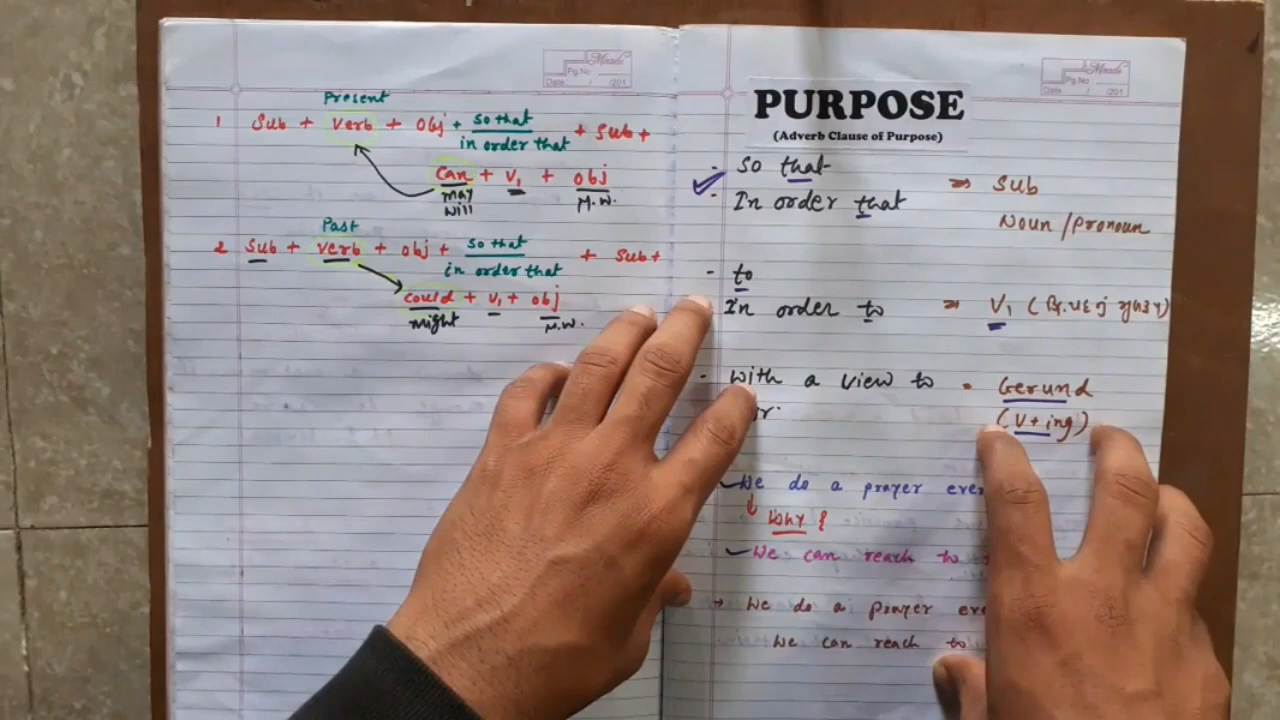 Miracle
Pg.No
Date / /201
Present
1 Sub + verb + obj + so that + sub +
in order that
can + V1 + obj
may M.W.
will
Past
2 Sub + verb + obj + so that + sub +
in order that
could + V1 + obj
might M.W.
Miracle
Pg.No
Date / /201
PURPOSE
(Adverb Clause of Purpose)
- so that ⇒ Sub
- In order that Noun / pronoun
- to
In order to ⇒ V1
- with a view to = Gerund
(V+ing)
We do a prayer
↓ Why {
We can reach to
→ We do a prayer
We can reach to